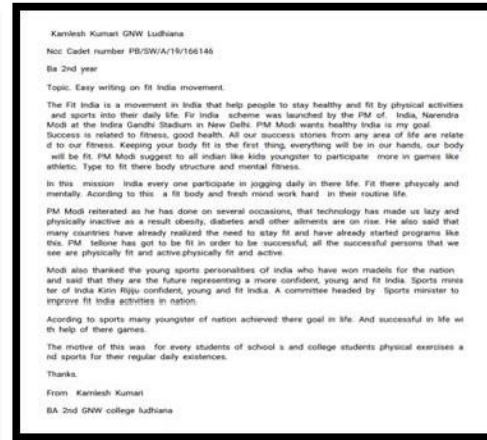 Kamlesh Kumari GNW Ludhiana
Ncc Cadet number PB/SW/A/19/166146
Ba 2nd year
Topic. Easy writing on fit India movement.
The Fit India is a movement in India that help people to stay healthy and fit by physical activities
and sports into their daily life. Fir India scheme was launched by the PM of. India, Narendra
Modi at the Indira Gandhi Stadium in New Delhi. PM Modi wants healthy India is my goal.
Success is related to fitness, good health. All our success stories from any area of life are relate
d to our fitness. Keeping your body fit is the first thing, everything will be in our hands, our body
will be fit. PM Modi suggest to all indian like kids youngster to participate more in games like
athletic. Type to fit there body structure and mental fitness.
In this mission India every one participate in jogging daily in there life. Fit there phsycaly and
mentally. Acording to this a fit body and fresh mond work hard in their routine life.
PM Modi reiterated as he has done on several occasions, that technology has made us lazy and
physically inactive as a result obesity, diabetes and other ailments are on rise. He also said that
many countries have already realized the need to stay fit and have already started programs like
this. PM tellone has got to be fit in order to be successful, all the successful persons that we
see are physically fit and active.physically fit and active.
Modi also thanked the young sports personalities of india who have won madels for the nation
and said that they are the future representing a more confident, young and fit India. Sports minis
ter of India Kirin Rijiju confident, young and fit India. A committee headed by Sports minister to
improve fit India activities in nation.
Acording to sports many youngster of nation achieved there goal in life. And successful in life wi
th help of there games.
The motive of this was for every students of school s and college students physical exercises a
nd sports for their regular daily existences.
Thanks.
From Kamlesh Kumari
BA 2nd GNW college ludhiana